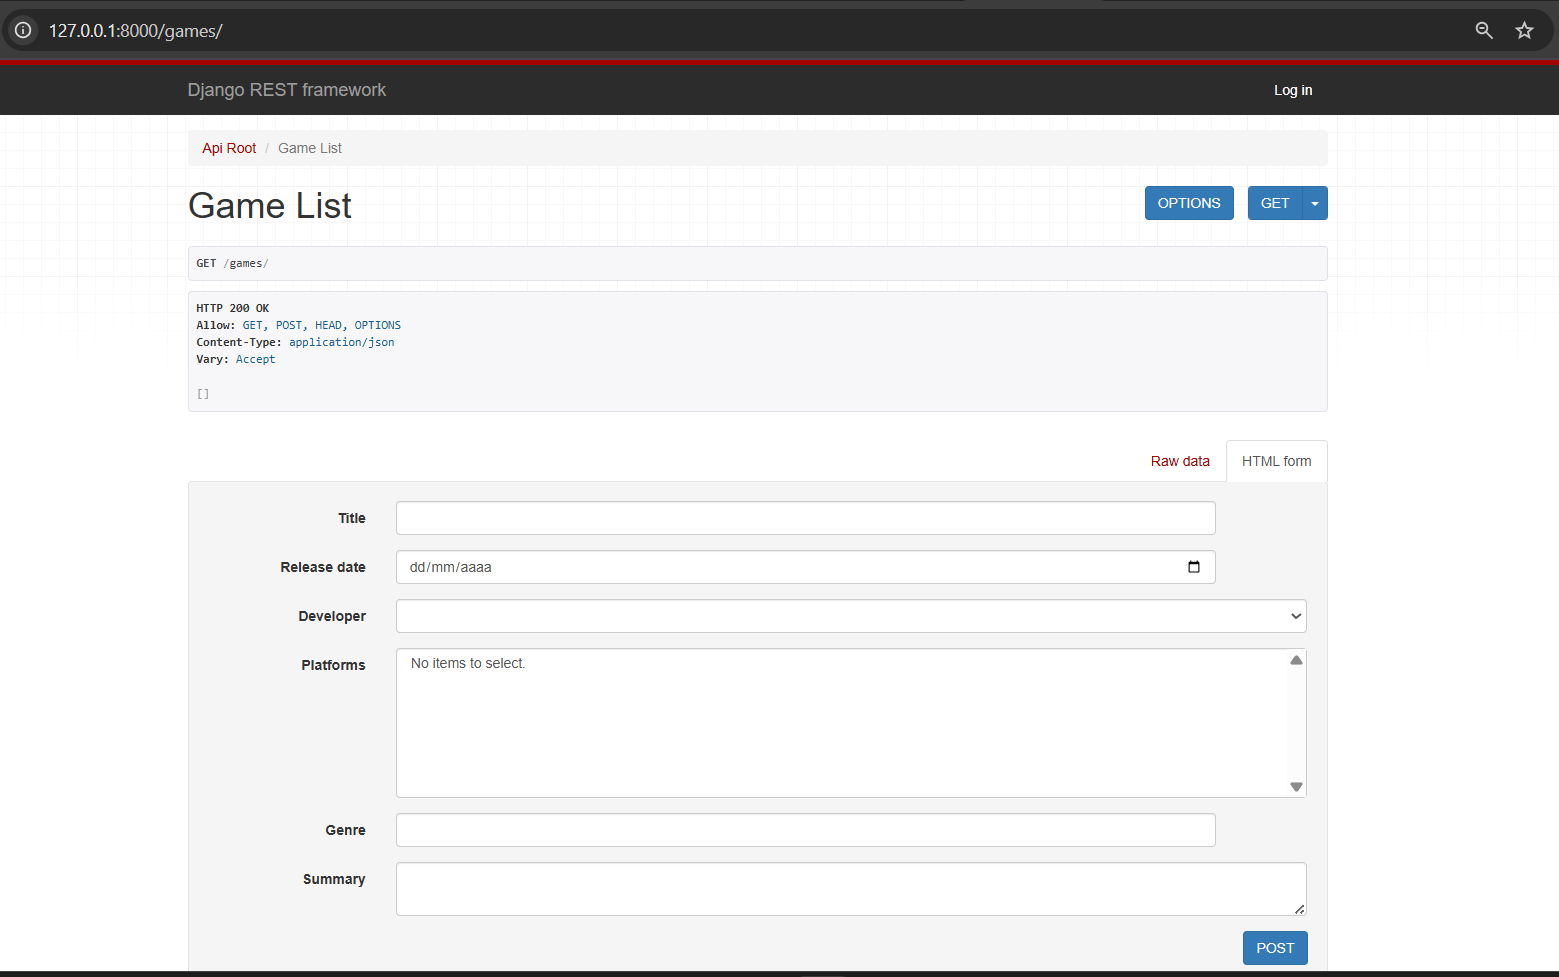 127.0.0.1:8000/games/
Django REST framework
Log in
Api Root / Game List
Game List
OPTIONS
GET
GET /games/
HTTP 200 OK
Allow: GET, POST, HEAD, OPTIONS
Content-Type: application/json
Vary: Accept
[]
Raw data
HTML form
Title
Release date
dd/mm/aaaa
Developer
Platforms
No items to select.
Genre
Summary
POST